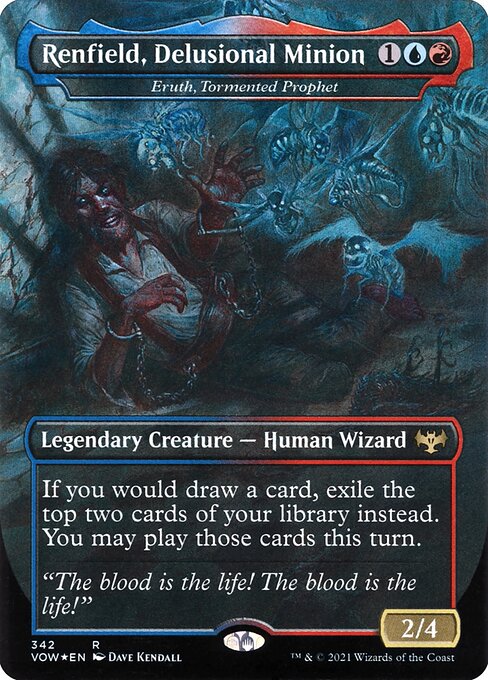 Renfield, Delusional Minion 1
Eruth, Tormented Prophet
Legendary Creature — Human Wizard
If you would draw a card, exile the
top two cards of your library instead.
You may play those cards this turn.
“The blood is the life! The blood is the
life!”
2/4
342 R
VOW★EN Dave Kendall
™ & © 2021 Wizards of the Coast